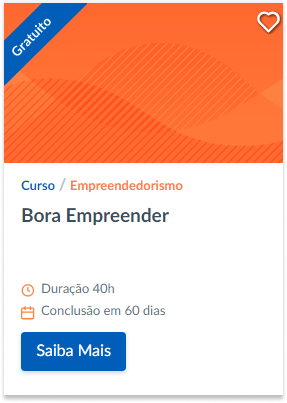 Gratuito
Curso / Empreendedorismo
Bora Empreender
Duração 40h
Conclusão em 60 dias
Saiba Mais